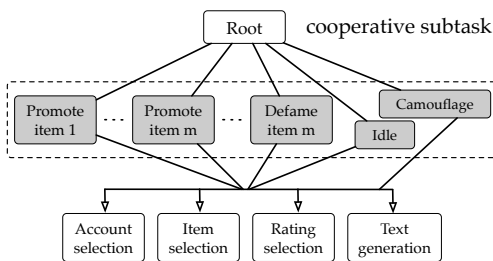 Root
cooperative subtask
Promote
item 1
...
Promote
item m
...
Defame
item m
Idle
Camouflage
Account
selection
Item
selection
Rating
selection
Text
generation